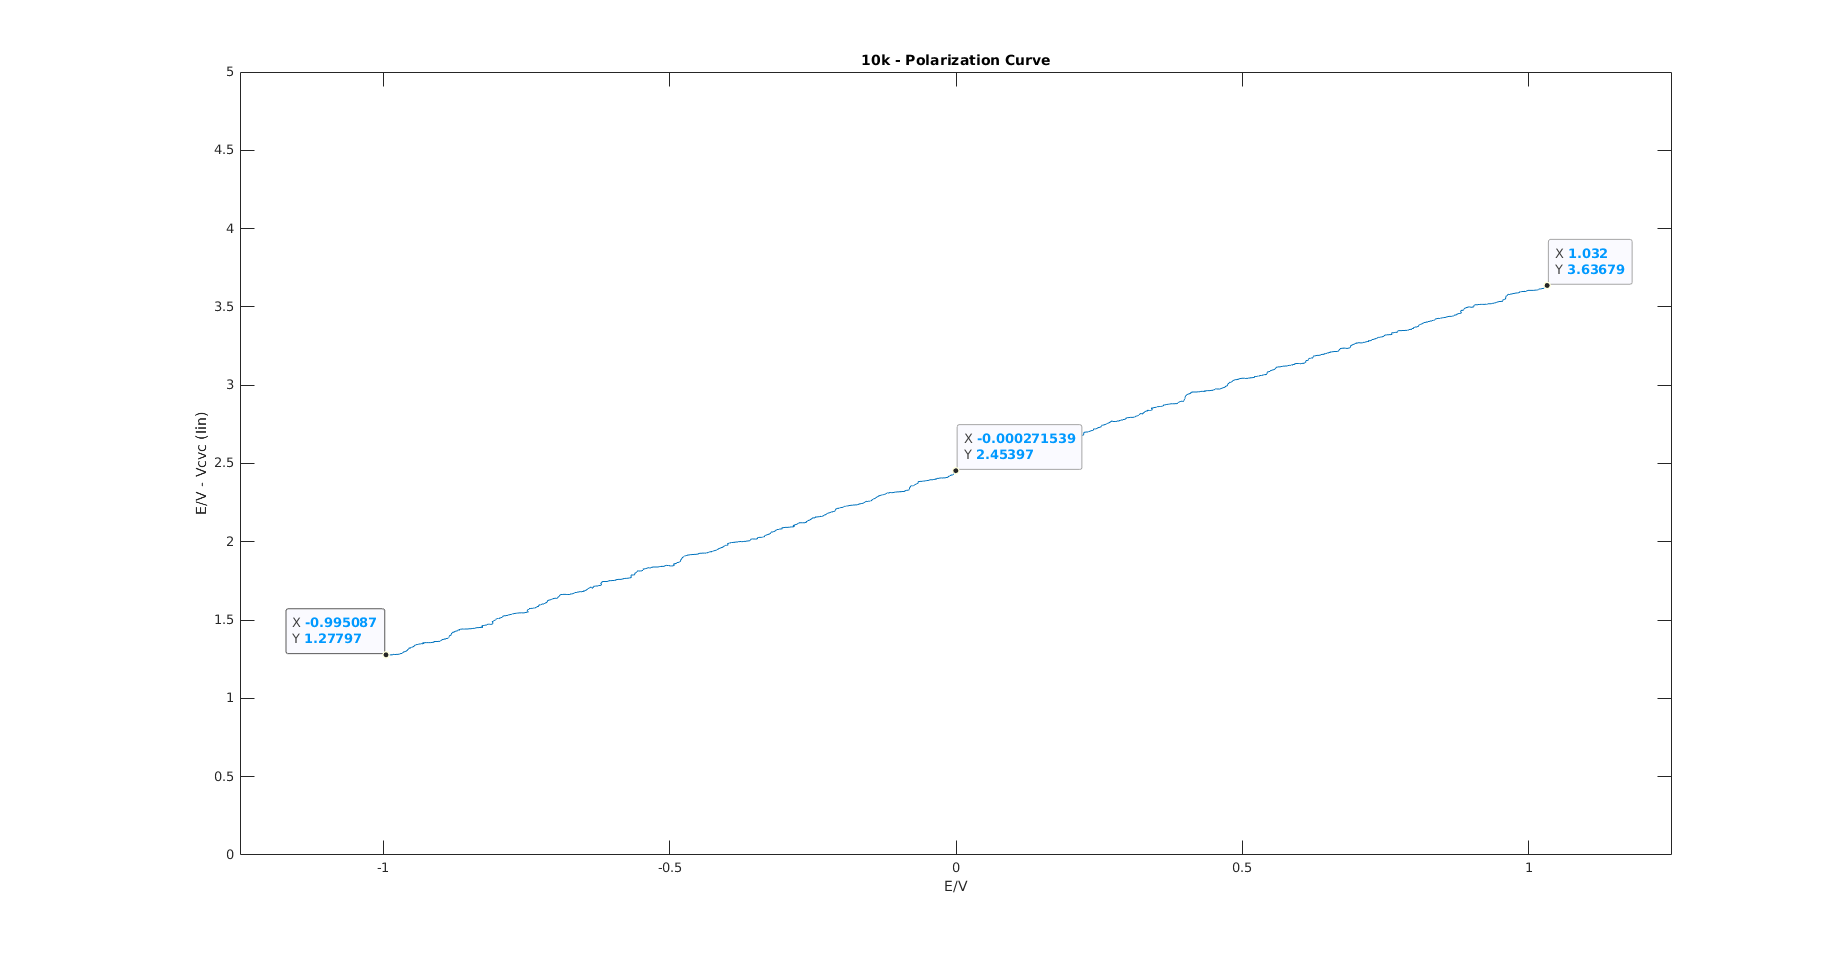 10k - Polarization Curve
5
4.5
4
3.5
3
2.5
2
1.5
1
0.5
0
E/V - Vcvc (Iin)
X 1.032
Y 3.63679
X -0.000271539
Y 2.45397
X -0.995087
Y 1.27797
-1
-0.5
0
0.5
1
E/V